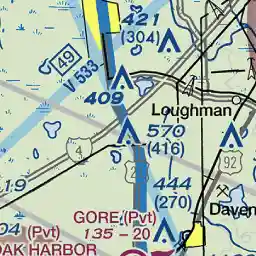 421
(304)
49
V 533
409
Loughman
570
(416)
4
92
19
2
444
(270)
GORE (Pvt)
135 - 20
Daven
04 (Pvt)
OAK HARBOR